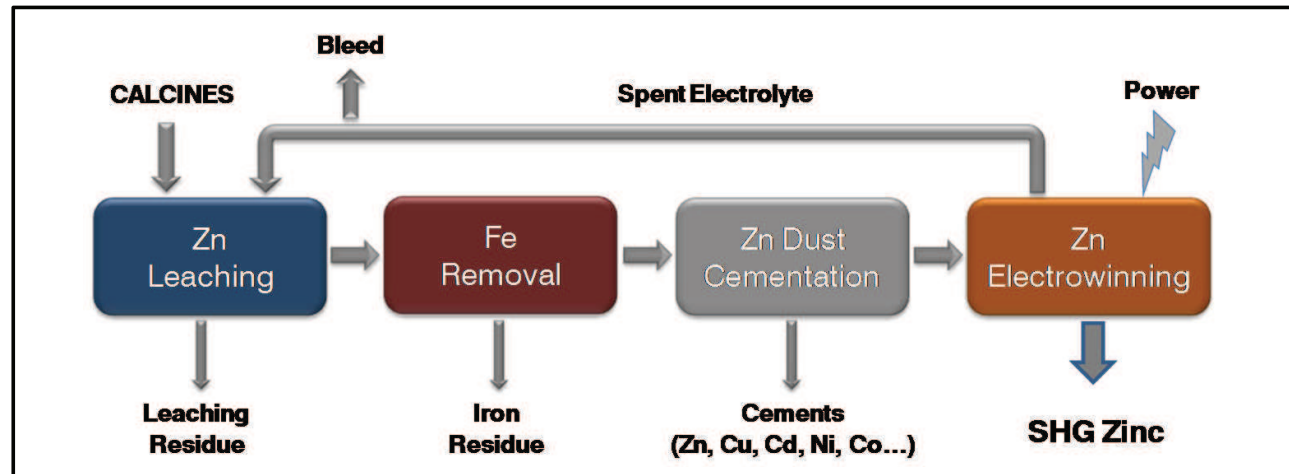 Bleed
CALCINES
Spent Electrolyte
Power
Zn
Leaching
Fe
Removal
Zn Dust
Cementation
Zn
Electrowinning
Leaching
Residue
Iron
Residue
Cements
(Zn, Cu, Cd, Ni, Co...)
SHG Zinc